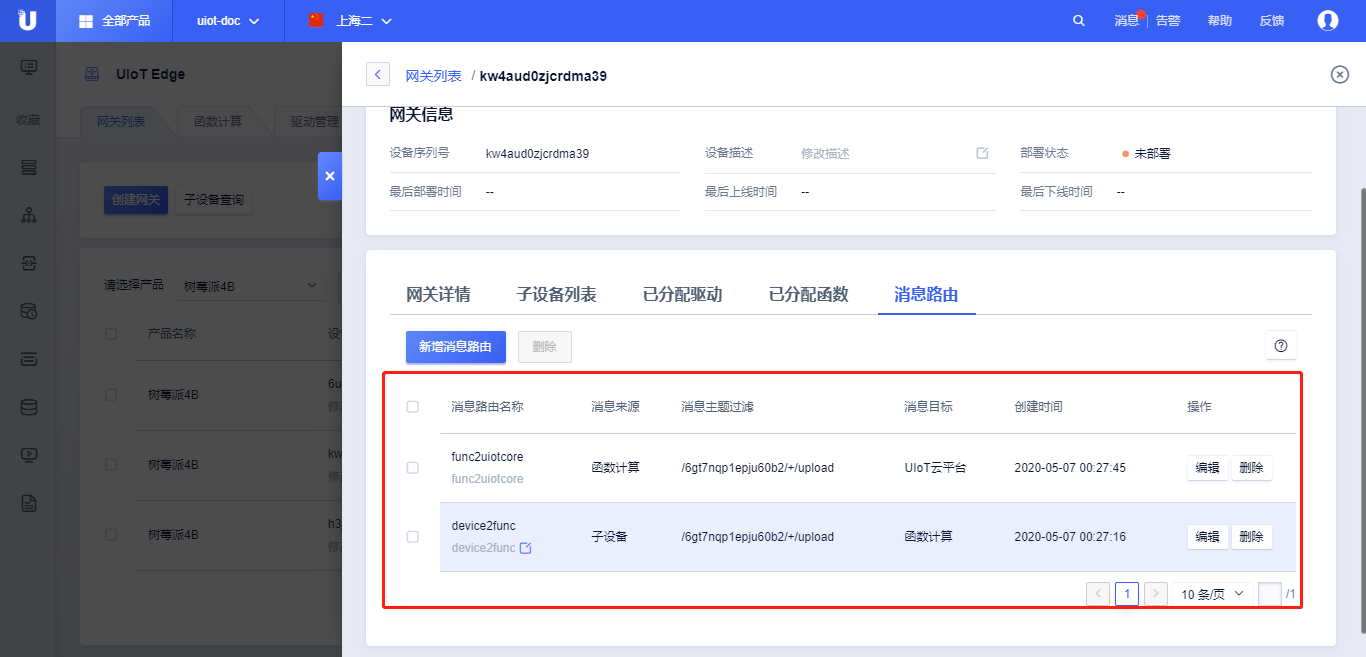 全部产品 uiot-doc 上海二 消息 告警 帮助 反馈
UIoT Edge
收藏
网关列表 函数计算 驱动管理
创建网关 子设备查询
请选择产品 树莓派4B
产品名称 设
树莓派4B 6u
修
树莓派4B kw
修
树莓派4B h3
修
网关列表 / kw4aud0zjcrdma39
网关信息
设备序列号 kw4aud0zjcrdma39 设备描述 修改描述 部署状态 未部署
最后部署时间 -- 最后上线时间 -- 最后下线时间 --
网关详情 子设备列表 已分配驱动 已分配函数 消息路由
新增消息路由 删除
消息路由名称 消息来源 消息主题过滤 消息目标 创建时间 操作
func2uiotcore 函数计算 /6gt7nqp1epju60b2/+/upload UIoT云平台 2020-05-07 00:27:45 编辑 删除
func2uiotcore
device2func 子设备 /6gt7nqp1epju60b2/+/upload 函数计算 2020-05-07 00:27:16 编辑 删除
device2func
1 10 条/页 /1